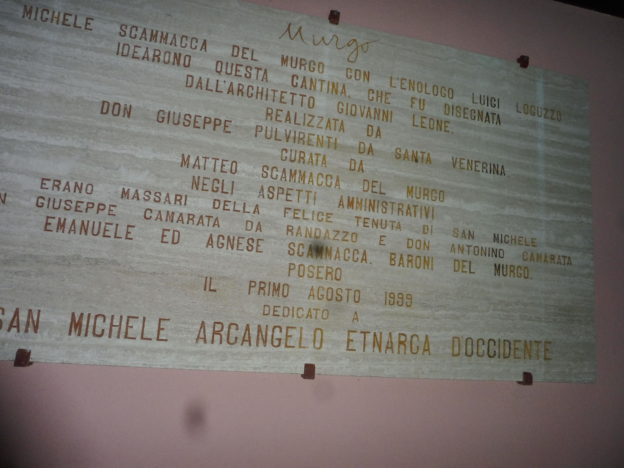 Murgo
MICHELE SCAMMACCA DEL MURGO CON L'ENOLOGO LUIGI LOGUZZO
IDEARONO QUESTA CANTINA, CHE FU DISEGNATA
DALL'ARCHITETTO GIOVANNI LEONE,
REALIZZATA DA
DON GIUSEPPE PULVIRENTI DA SANTA VENERINA
CURATA DA
MATTEO SCAMMACCA DEL MURGO
NEGLI ASPETTI AMMINISTRATIVI
ERANO MASSARI DELLA FELICE TENUTA DI SAN MICHELE
GIUSEPPE CAMARATA DA RANDAZZO E DON ANTONINO CAMARATA
EMANUELE ED AGNESE SCAMMACCA. BARONI DEL MURGO.
POSERO
IL PRIMO AGOSTO 1999
DEDICATO A
SAN MICHELE ARCANGELO ETNARCA DOCCIDENTE